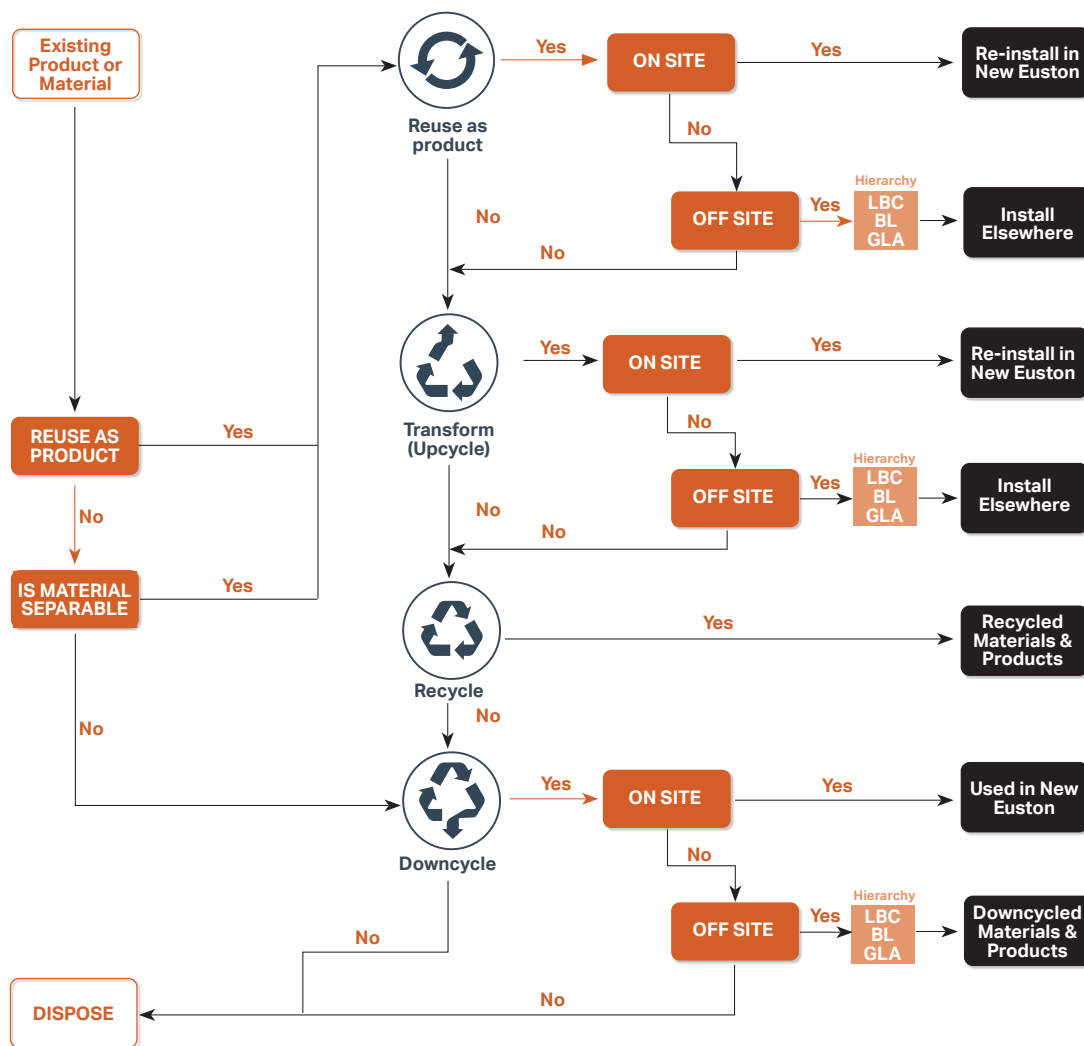 Existing
Product or
Material
Reuse as
product
Yes
ON SITE
Yes
Re-install in
New Euston
No
No
OFF SITE
Yes
Hierarchy
LBC
BL
GLA
Install
Elsewhere
No
Transform
(Upcycle)
Yes
ON SITE
Yes
Re-install in
New Euston
No
REUSE AS
PRODUCT
Yes
No
No
OFF SITE
Yes
Hierarchy
LBC
BL
GLA
Install
Elsewhere
No
IS MATERIAL
SEPARABLE
Yes
No
Recycle
Yes
Recycled
Materials &
Products
No
Downcycle
Yes
ON SITE
Yes
Used in New
Euston
No
No
OFF SITE
Yes
Hierarchy
LBC
BL
GLA
Downcycled
Materials &
Products
No
DISPOSE